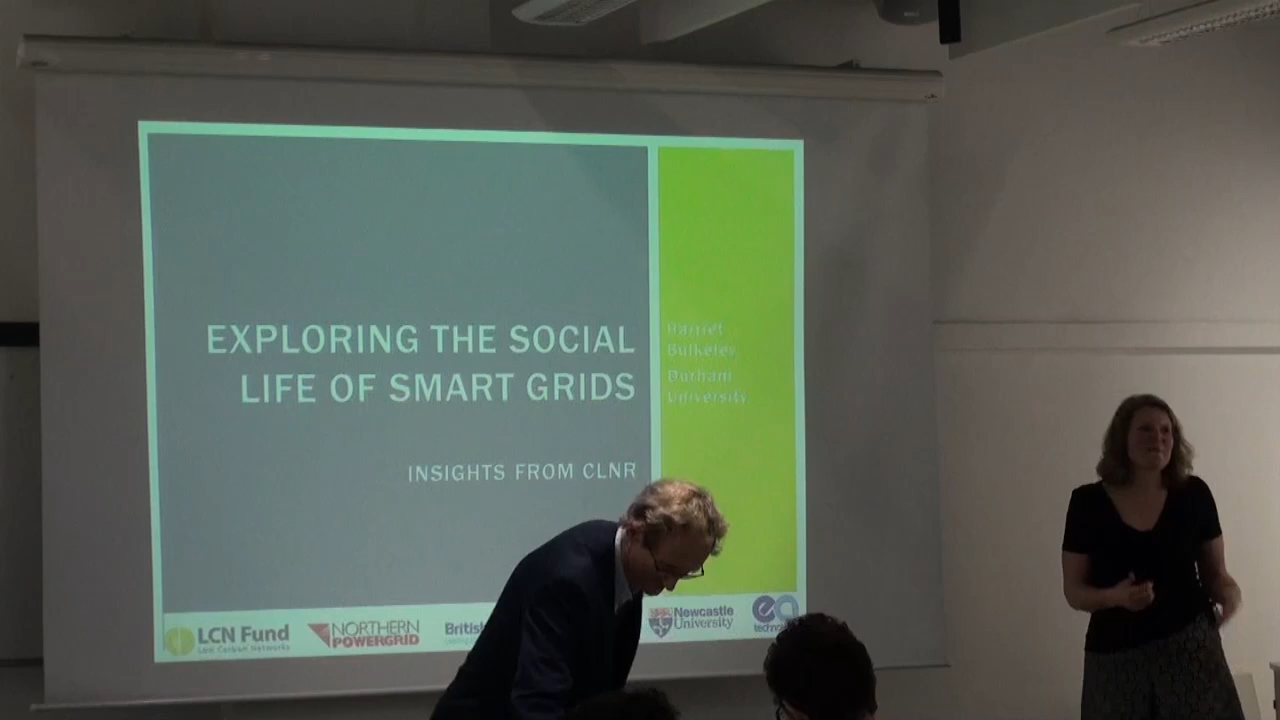 EXPLORING THE SOCIAL
LIFE OF SMART GRIDS
INSIGHTS FROM CLNR
Harriet
Bulkeley
Durham
University
LCN Fund
Low Carbon Networks
NORTHERN
POWERGRID
British
Newcastle
University
ea